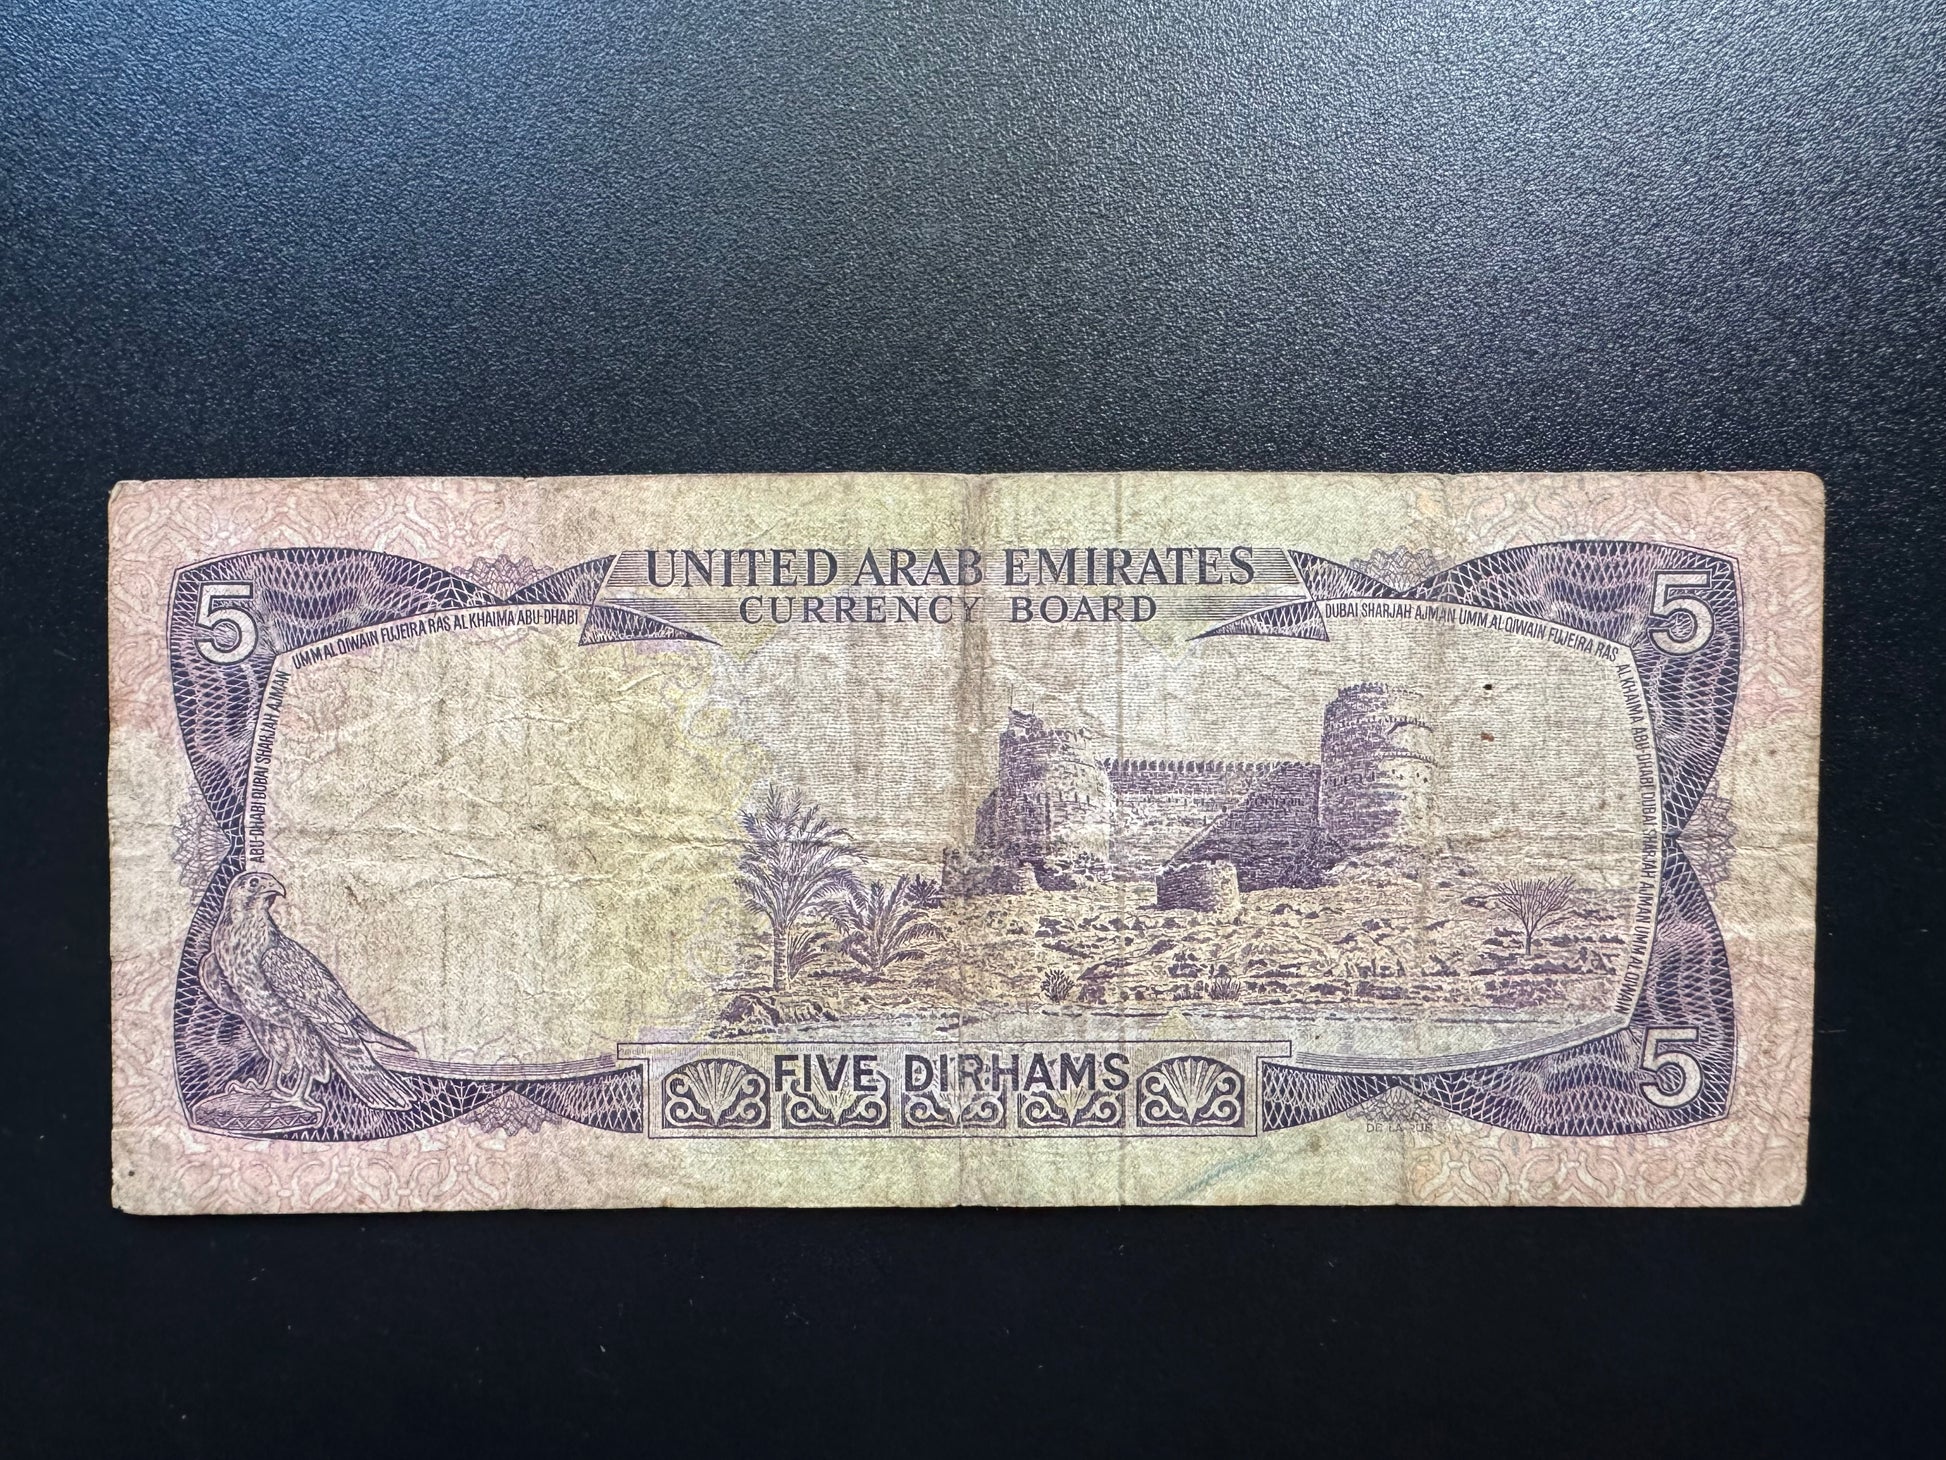 UNITED ARAB EMIRATES
CURRENCY BOARD
5
5
ABU-DHABI DUBAI SHARJAH AJMAN UMM AL QIWAIN FUJEIRA RAS AL KHAIMA ABU-DHABI
DUBAI SHARJAH AJMAN UMM AL QIWAIN FUJEIRA RAS AL KHAIMA ABU-DHABI DUBAI SHARJAH AJMAN UMM AL QIWAIN
FIVE DIRHAMS
5
DE LA RUE